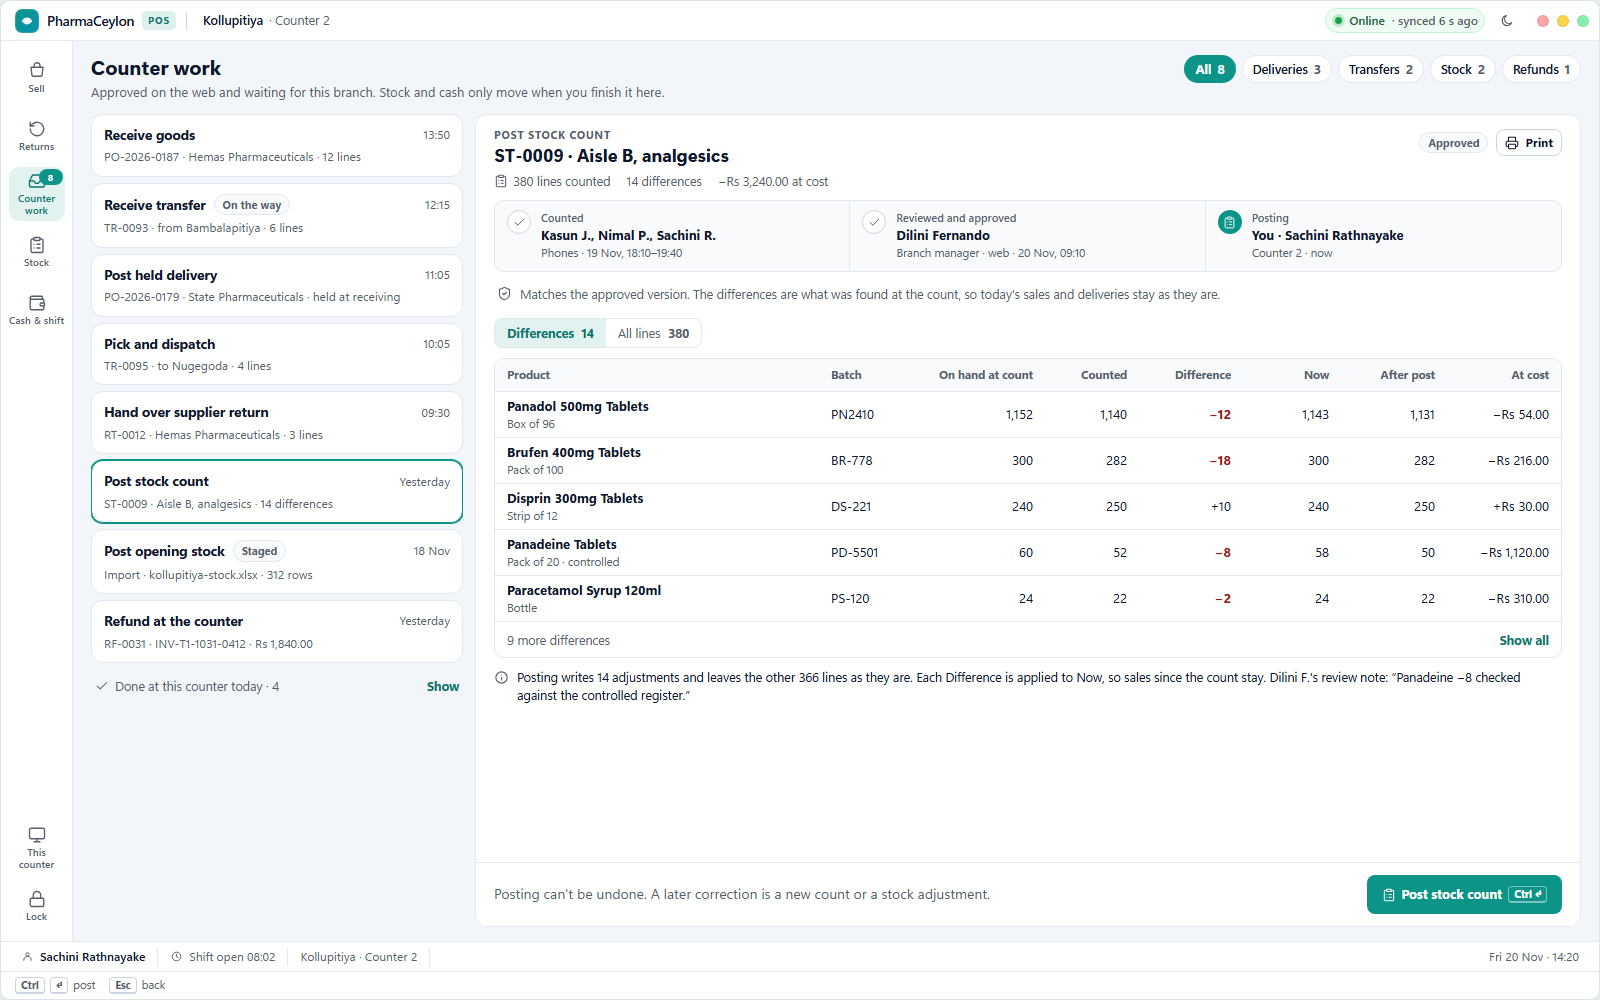 PharmaCeylon POS Kollupitiya · Counter 2
Online · synced 6 s ago
Sell
Returns
8
Counter work
Stock
Cash & shift
This counter
Lock
Counter work
Approved on the web and waiting for this branch. Stock and cash only move when you finish it here.
All 8 Deliveries 3 Transfers 2 Stock 2 Refunds 1
Receive goods 13:50
PO-2026-0187 · Hemas Pharmaceuticals · 12 lines
Receive transfer On the way 12:15
TR-0093 · from Bambalapitiya · 6 lines
Post held delivery 11:05
PO-2026-0179 · State Pharmaceuticals · held at receiving
Pick and dispatch 10:05
TR-0095 · to Nugegoda · 4 lines
Hand over supplier return 09:30
RT-0012 · Hemas Pharmaceuticals · 3 lines
Post stock count Yesterday
ST-0009 · Aisle B, analgesics · 14 differences
Post opening stock Staged 18 Nov
Import · kollupitiya-stock.xlsx · 312 rows
Refund at the counter Yesterday
RF-0031 · INV-T1-1031-0412 · Rs 1,840.00
Done at this counter today · 4 Show
POST STOCK COUNT
ST-0009 · Aisle B, analgesics
Approved Print
380 lines counted 14 differences −Rs 3,240.00 at cost
Counted
Kasun J., Nimal P., Sachini R.
Phones · 19 Nov, 18:10–19:40
Reviewed and approved
Dilini Fernando
Branch manager · web · 20 Nov, 09:10
Posting
You · Sachini Rathnayake
Counter 2 · now
Matches the approved version. The differences are what was found at the count, so today's sales and deliveries stay as they are.
Differences 14 All lines 380
Product Batch On hand at count Counted Difference Now After post At cost
Panadol 500mg Tablets
Box of 96
PN2410 1,152 1,140 −12 1,143 1,131 −Rs 54.00
Brufen 400mg Tablets
Pack of 100
BR-778 300 282 −18 300 282 −Rs 216.00
Disprin 300mg Tablets
Strip of 12
DS-221 240 250 +10 240 250 +Rs 30.00
Panadeine Tablets
Pack of 20 · controlled
PD-5501 60 52 −8 58 50 −Rs 1,120.00
Paracetamol Syrup 120ml
Bottle
PS-120 24 22 −2 24 22 −Rs 310.00
9 more differences Show all
Posting writes 14 adjustments and leaves the other 366 lines as they are. Each Difference is applied to Now, so sales since the count stay. Dilini F.'s review note: “Panadeine −8 checked
against the controlled register.”
Posting can't be undone. A later correction is a new count or a stock adjustment.
Post stock count Ctrl ↵
Sachini Rathnayake Shift open 08:02 Kollupitiya · Counter 2 Fri 20 Nov · 14:20
Ctrl ↵ post Esc back